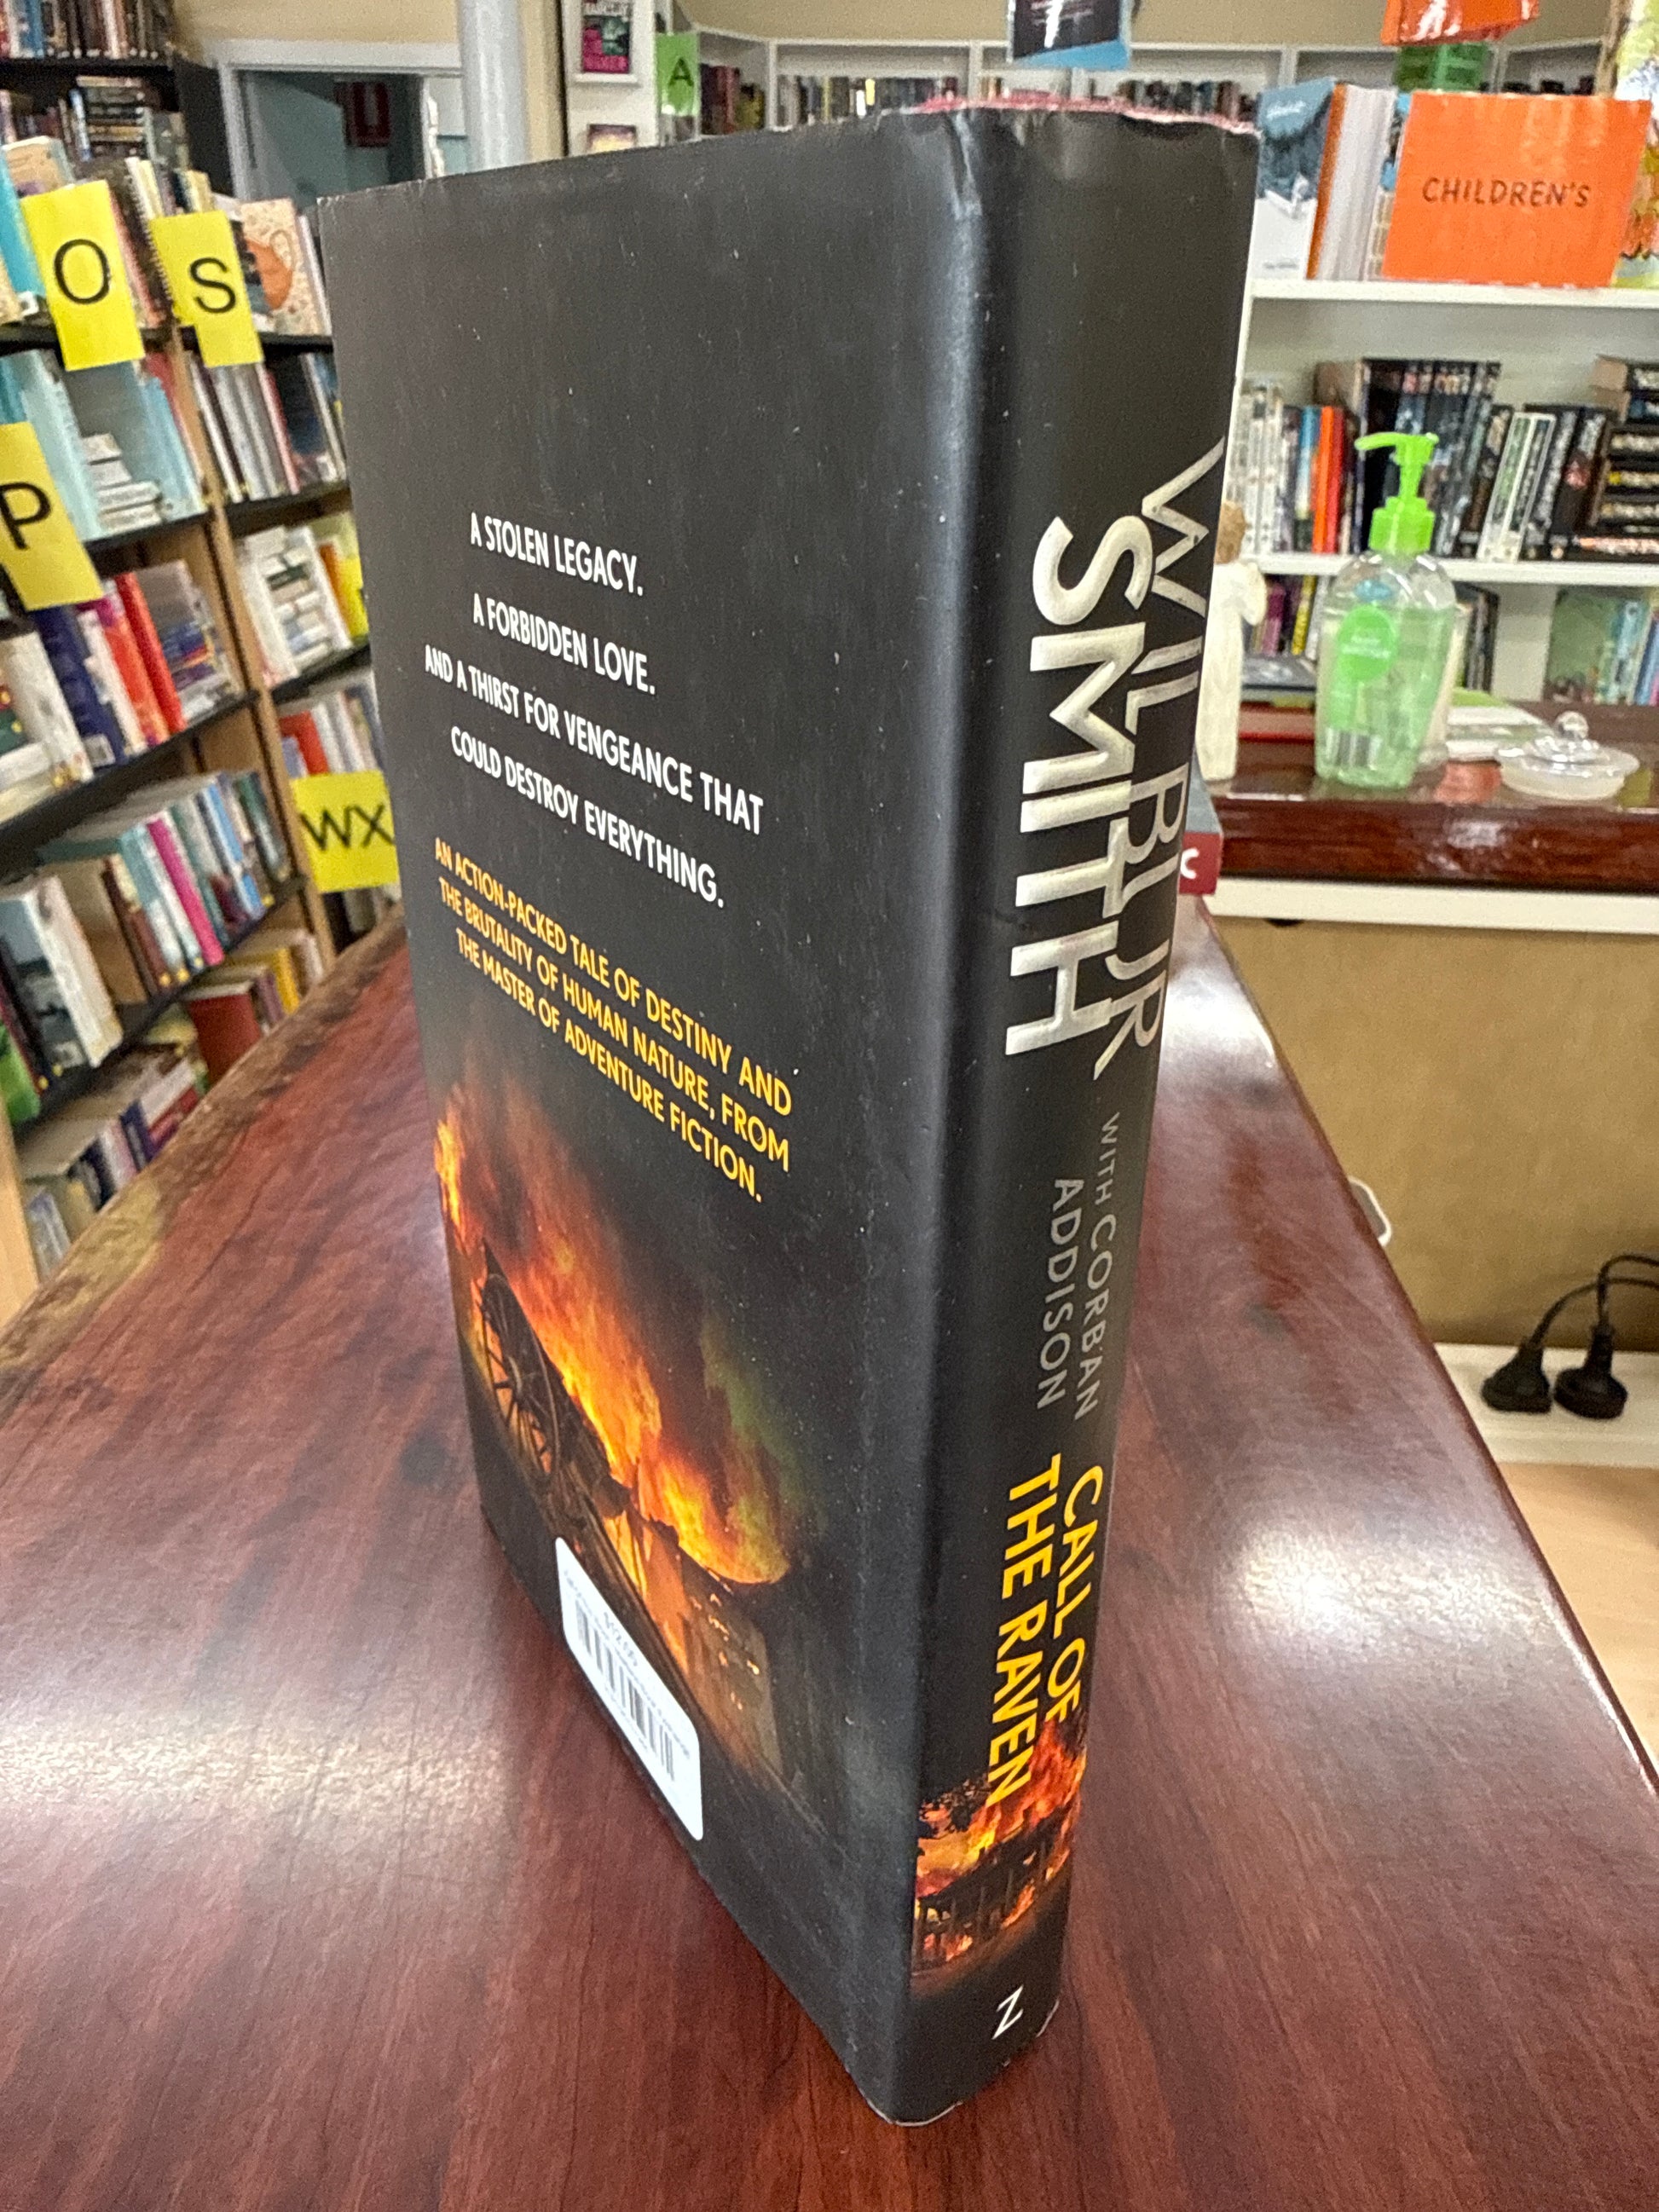 A STOLEN LEGACY.
A FORBIDDEN LOVE.
AND A THIRST FOR VENGEANCE THAT
COULD DESTROY EVERYTHING.
AN ACTION-PACKED TALE OF DESTINY AND
THE BRUTALITY OF HUMAN NATURE, FROM
THE MASTER OF ADVENTURE FICTION.
WILBUR
SMITH
WITH CORBAN
ADDISON
CALL OF
THE RAVEN
Z
O
S
P
WX
A
CHILDREN'S
C